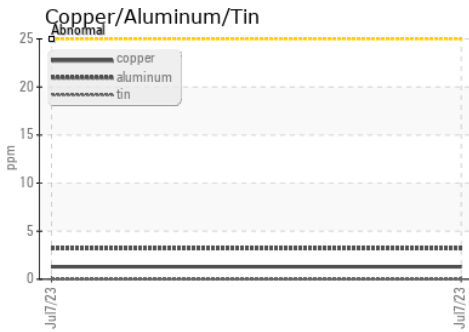 Copper/Aluminum/Tin
Abnormal
25
copper
aluminum
tin
20
15
ppm
10
5
0
Jul7/23
Jul7/23